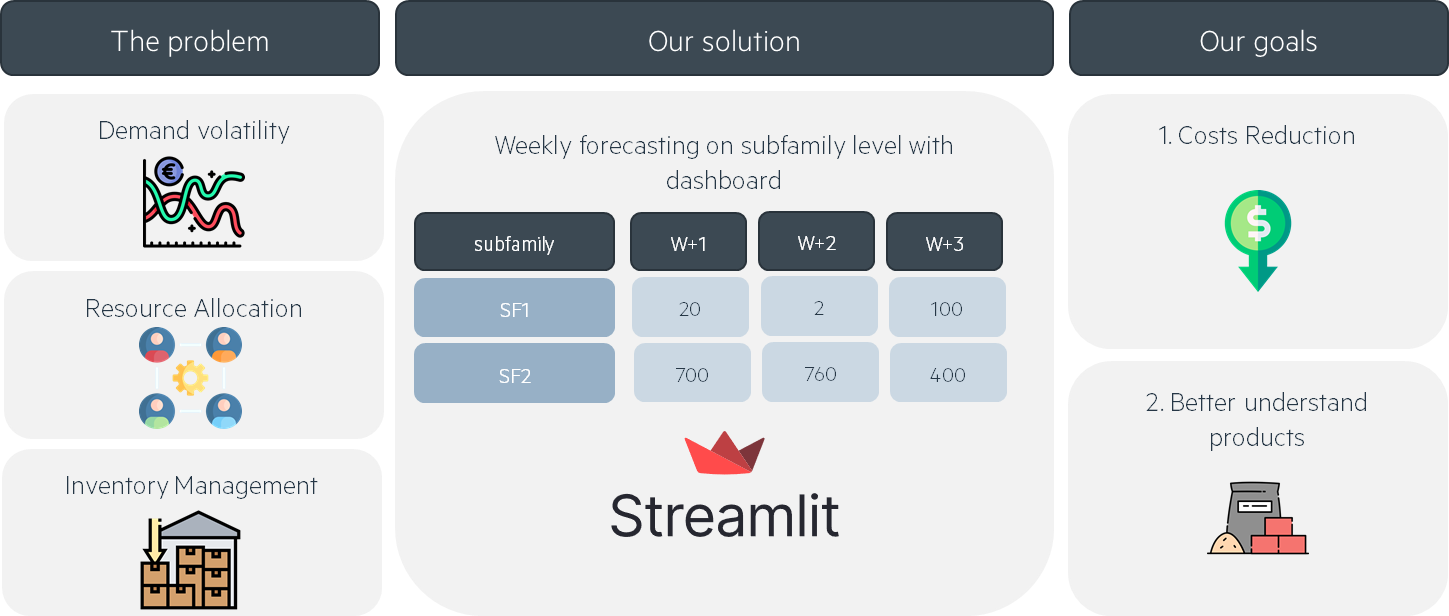 The problem
Our solution
Our goals
Demand volatility
€
Resource Allocation
Inventory Management
Weekly forecasting on subfamily level with
dashboard
subfamily W+1 W+2 W+3
SF1 20 2 100
SF2 700 760 400
Streamlit
1. Costs Reduction
$
2. Better understand
products